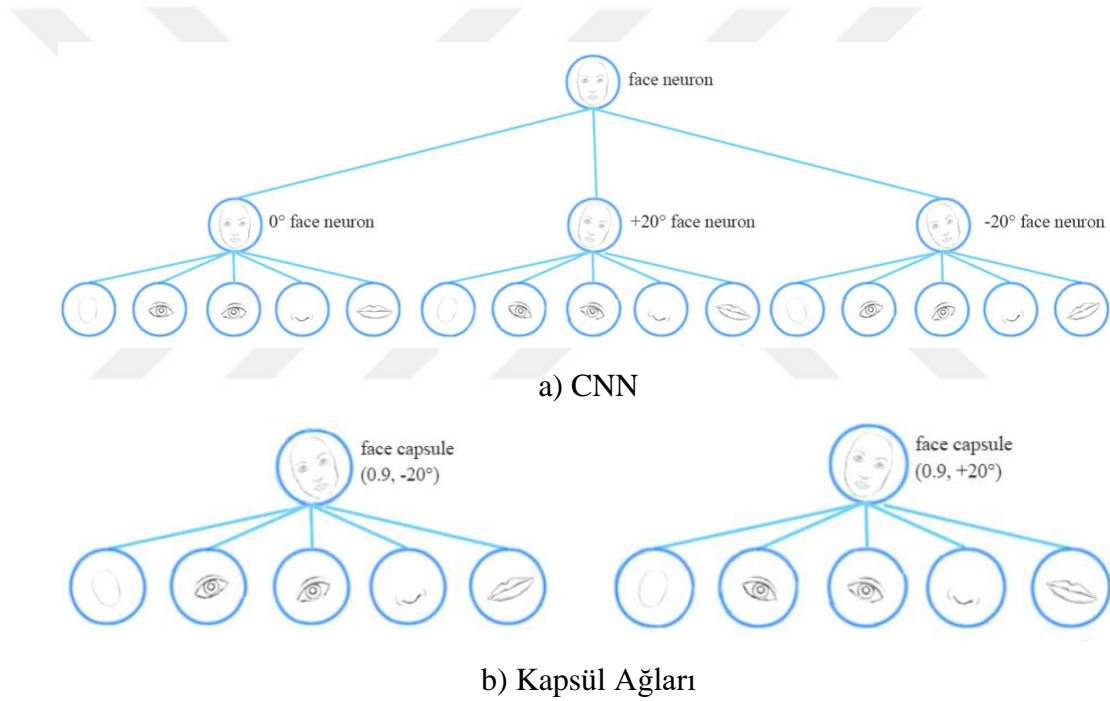 face neuron
0° face neuron
+20° face neuron
-20° face neuron
a) CNN
face capsule
(0.9, -20°)
face capsule
(0.9, +20°)
b) Kapsül Ağları